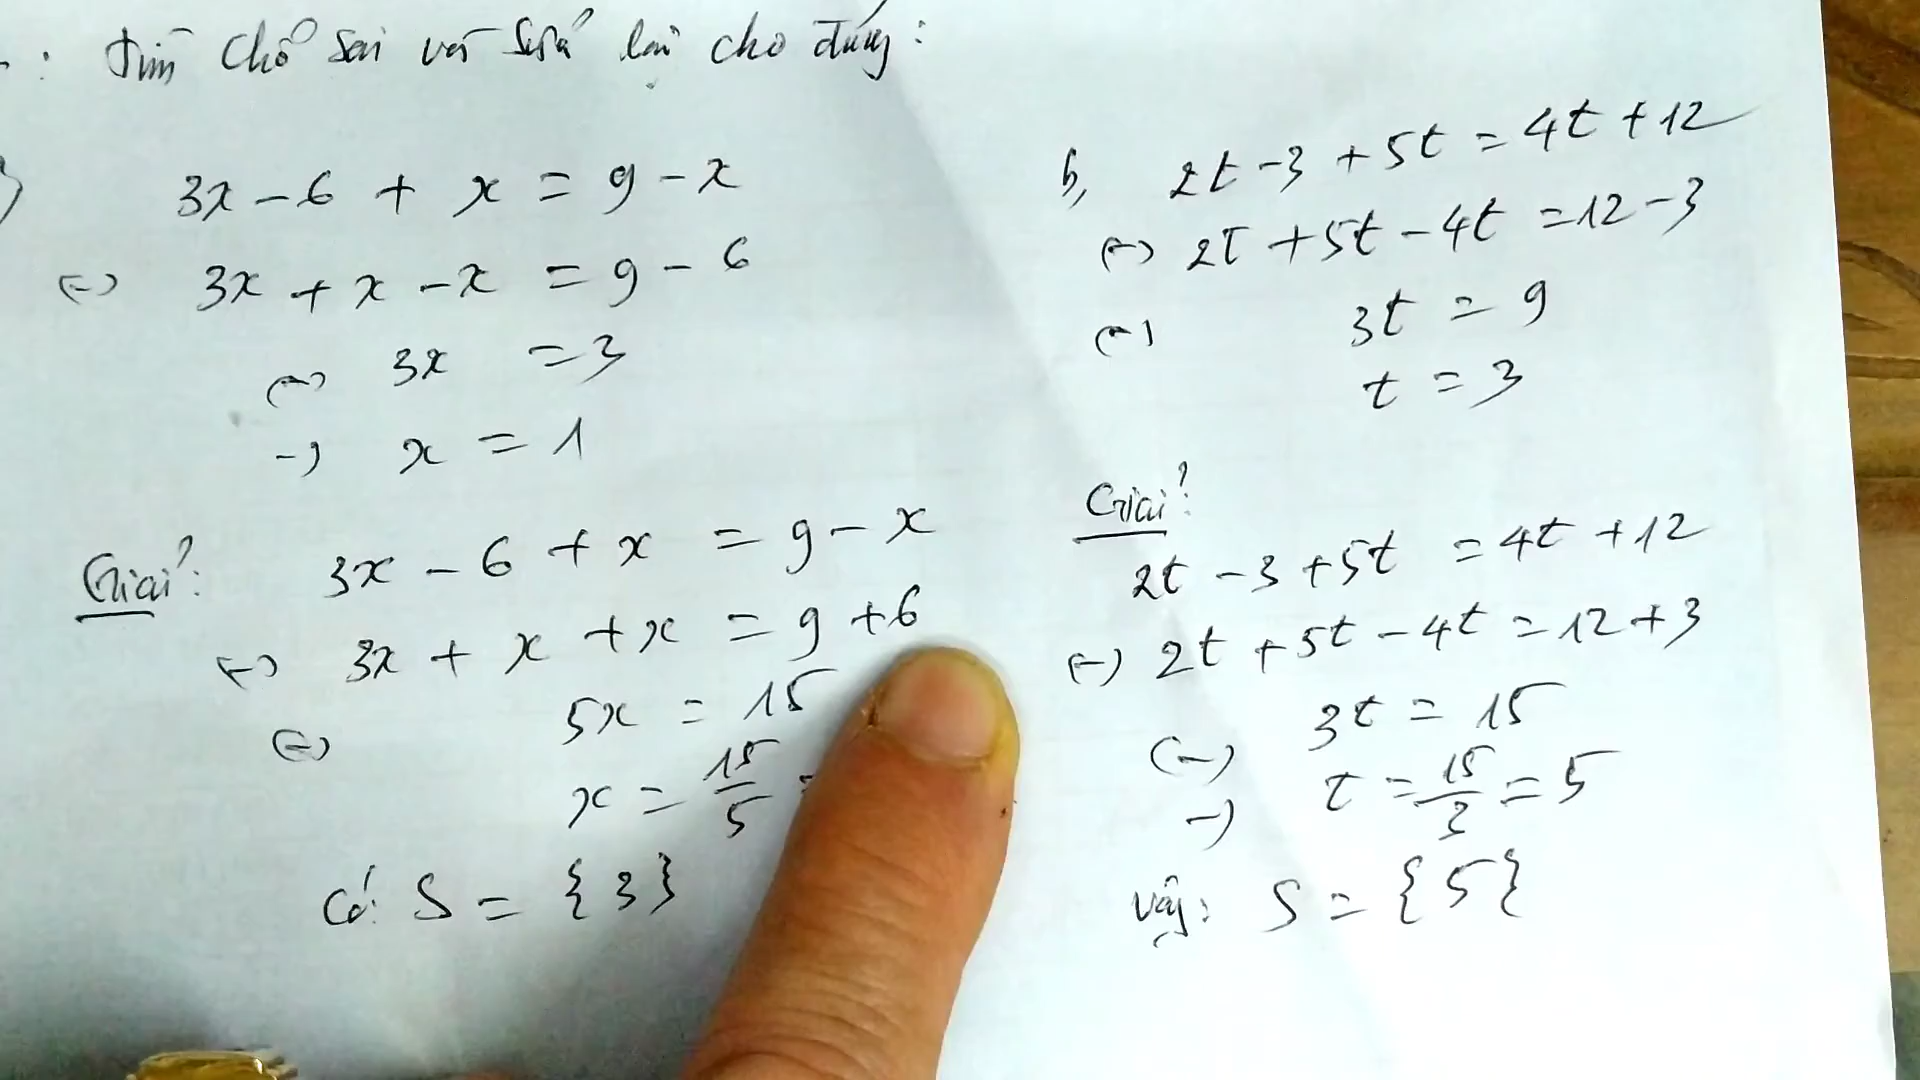 : Tìm chỗ sai và sửa lại cho đúng:
3x - 6 + x = 9 - x
(=) 3x + x - x = 9 - 6
(=) 3x = 3
(=) x = 1
Giải:
3x - 6 + x = 9 - x
(=) 3x + x + x = 9 + 6
(=) 5x = 15
x = 15/5 =
Có: S = {3}
b, 2t - 3 + 5t = 4t + 12
(=) 2t + 5t - 4t = 12 - 3
(=) 3t = 9
t = 3
Giải:
2t - 3 + 5t = 4t + 12
(=) 2t + 5t - 4t = 12 + 3
(=) 3t = 15
(=) t = 15/3 = 5
Vậy: S = {5}